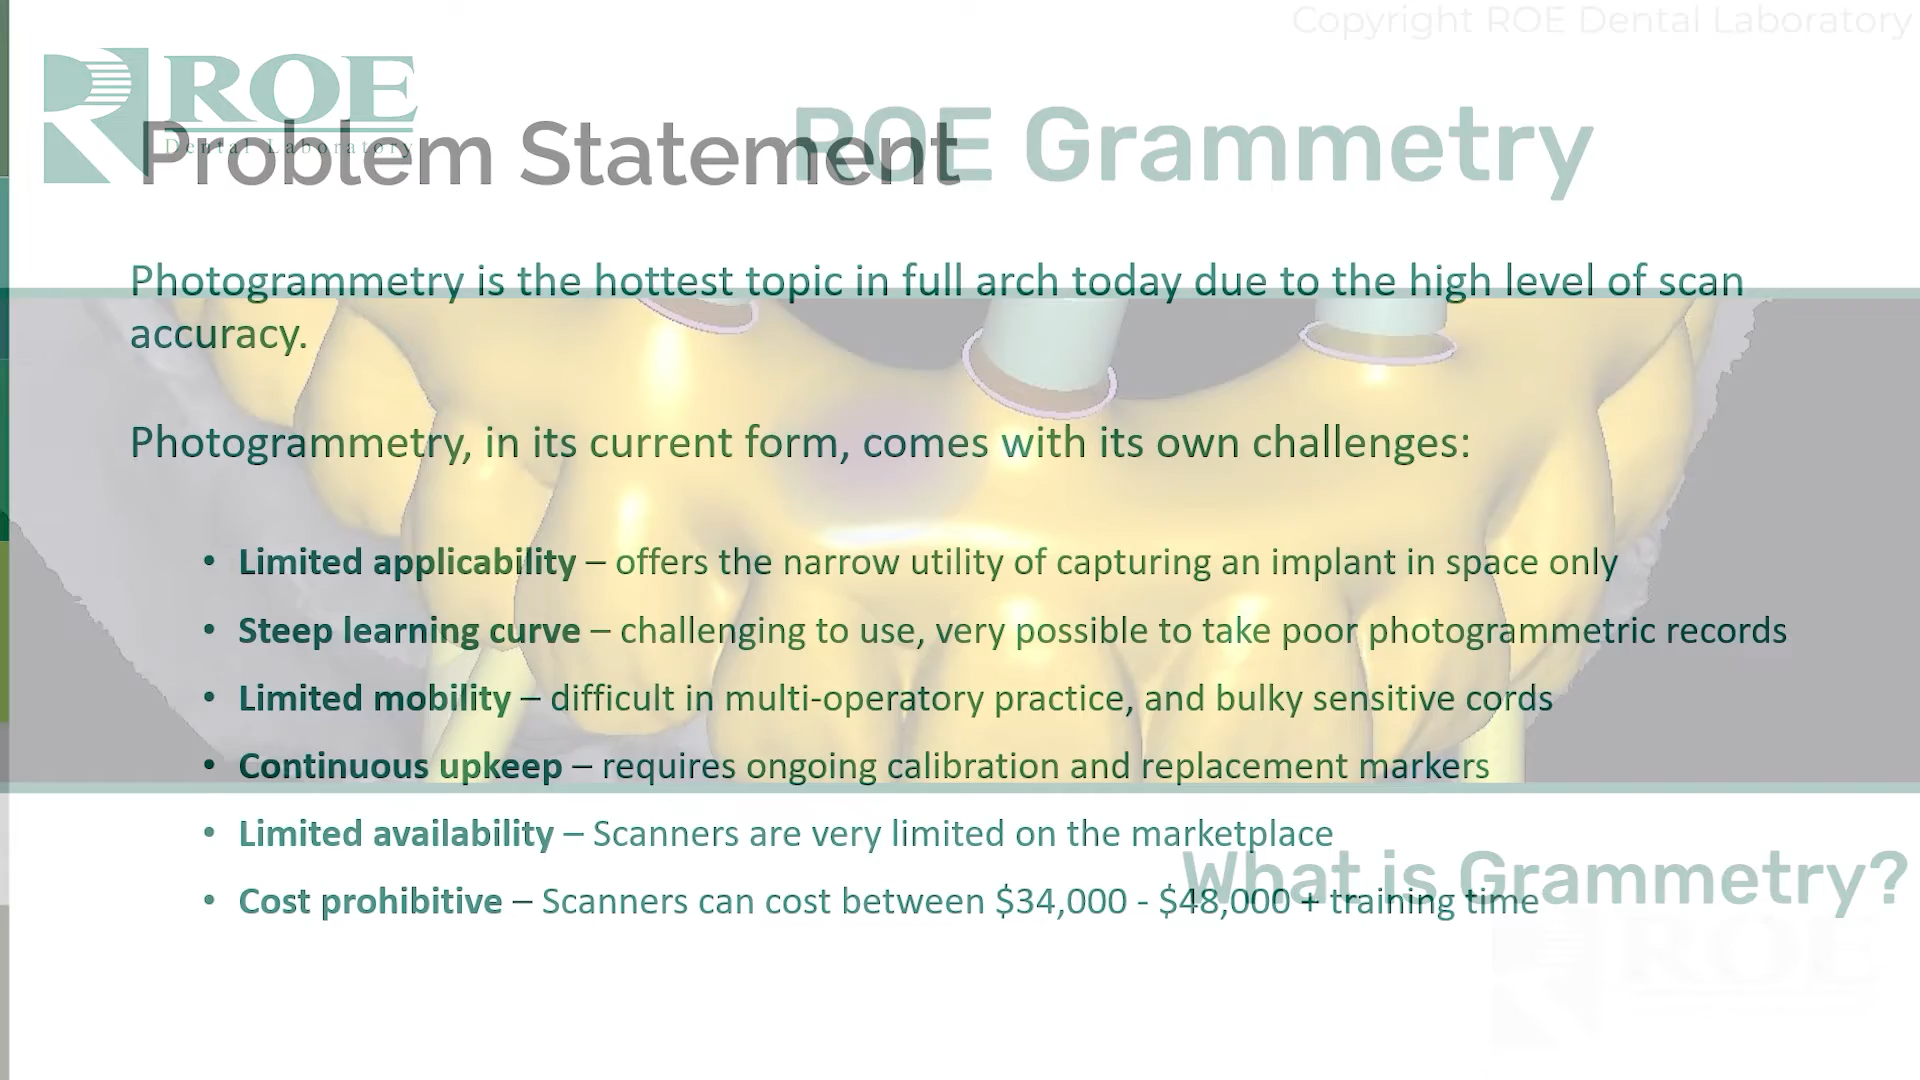 Copyright ROE Dental Laboratory
ROE
Dental Laboratory
Problem Statement
ROE Grammetry
Photogrammetry is the hottest topic in full arch today due to the high level of scan
accuracy.
Photogrammetry, in its current form, comes with its own challenges:
• Limited applicability – offers the narrow utility of capturing an implant in space only
• Steep learning curve – challenging to use, very possible to take poor photogrammetric records
• Limited mobility – difficult in multi-operatory practice, and bulky sensitive cords
• Continuous upkeep – requires ongoing calibration and replacement markers
• Limited availability – Scanners are very limited on the marketplace
What is Grammetry?
• Cost prohibitive – Scanners can cost between $34,000 - $48,000 + training time
ROE